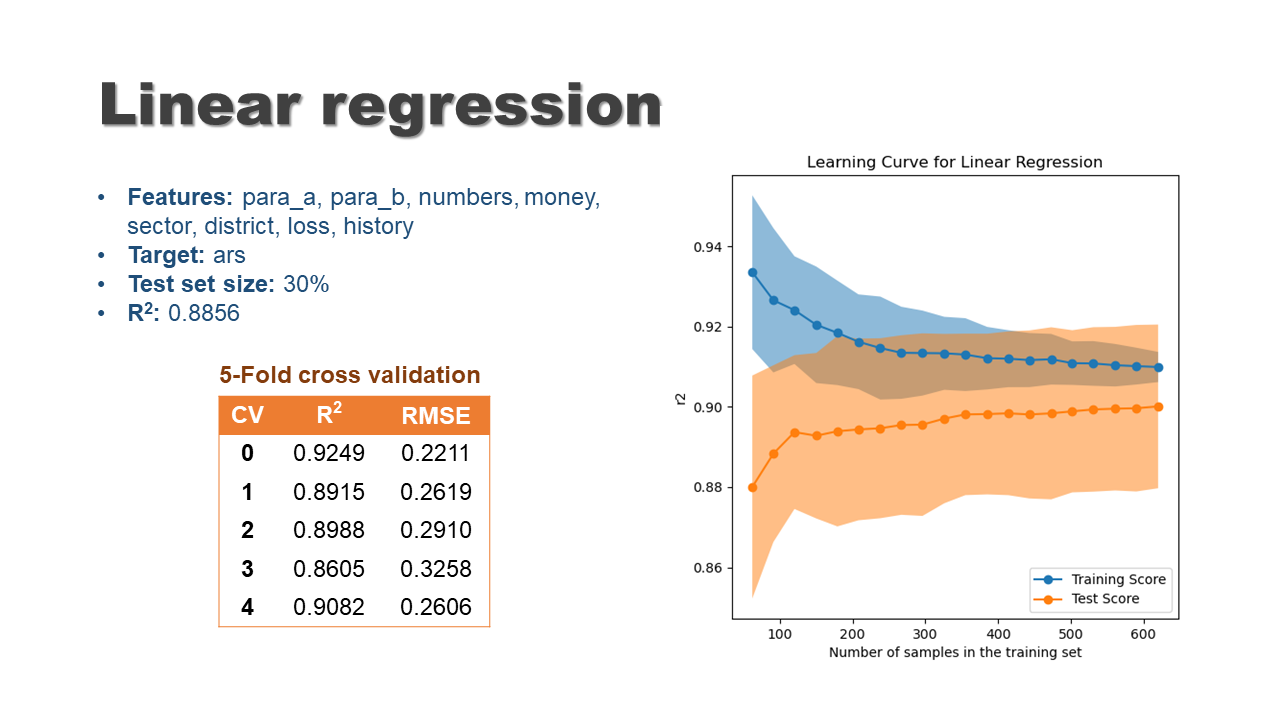 Linear regression
• Features: para_a, para_b, numbers, money,
sector, district, loss, history
• Target: ars
• Test set size: 30%
• R²: 0.8856
5-Fold cross validation
CV R² RMSE
0 0.9249 0.2211
1 0.8915 0.2619
2 0.8988 0.2910
3 0.8605 0.3258
4 0.9082 0.2606
Learning Curve for Linear Regression
r2
0.94
0.92
0.90
0.88
0.86
Training Score
Test Score
100 200 300 400 500 600
Number of samples in the training set